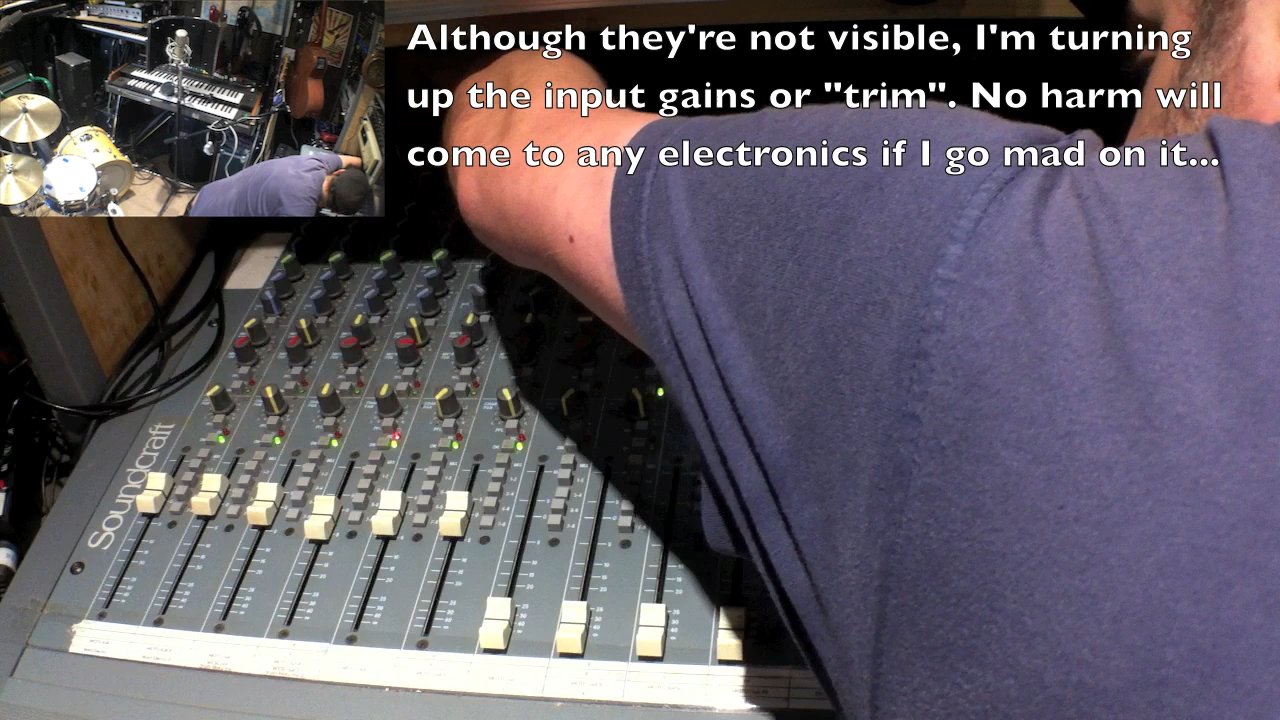 Although they're not visible, I'm turning
up the input gains or "trim". No harm will
come to any electronics if I go mad on it...
Soundcraft